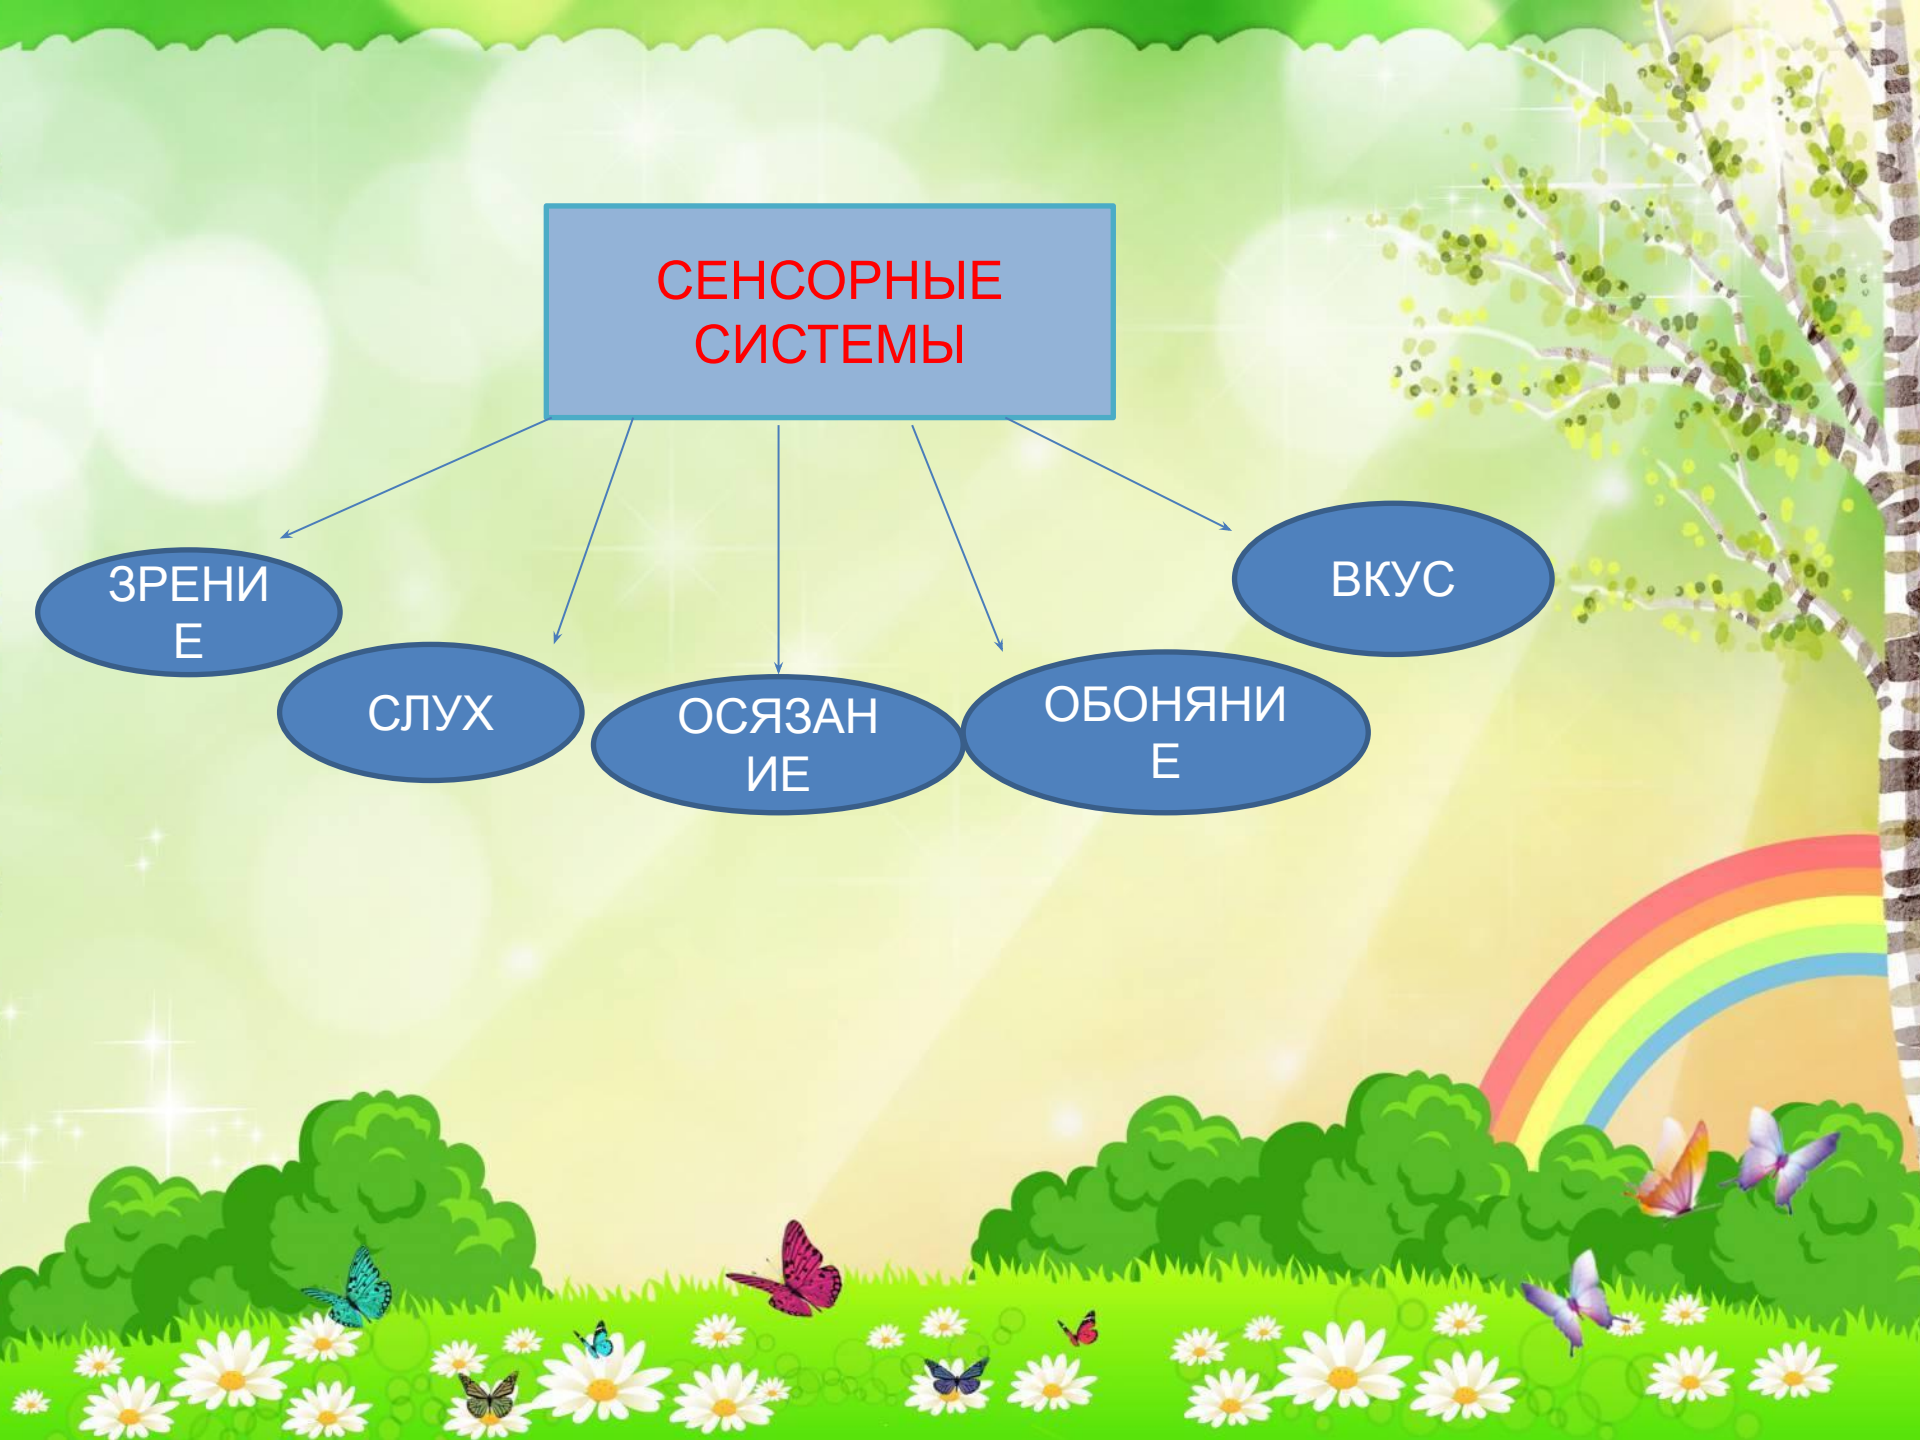 СЕНСОРНЫЕ
СИСТЕМЫ
ЗРЕНИ
Е
СЛУХ
ОСЯЗАН
ИЕ
ОБОНЯНИ
Е
ВКУС